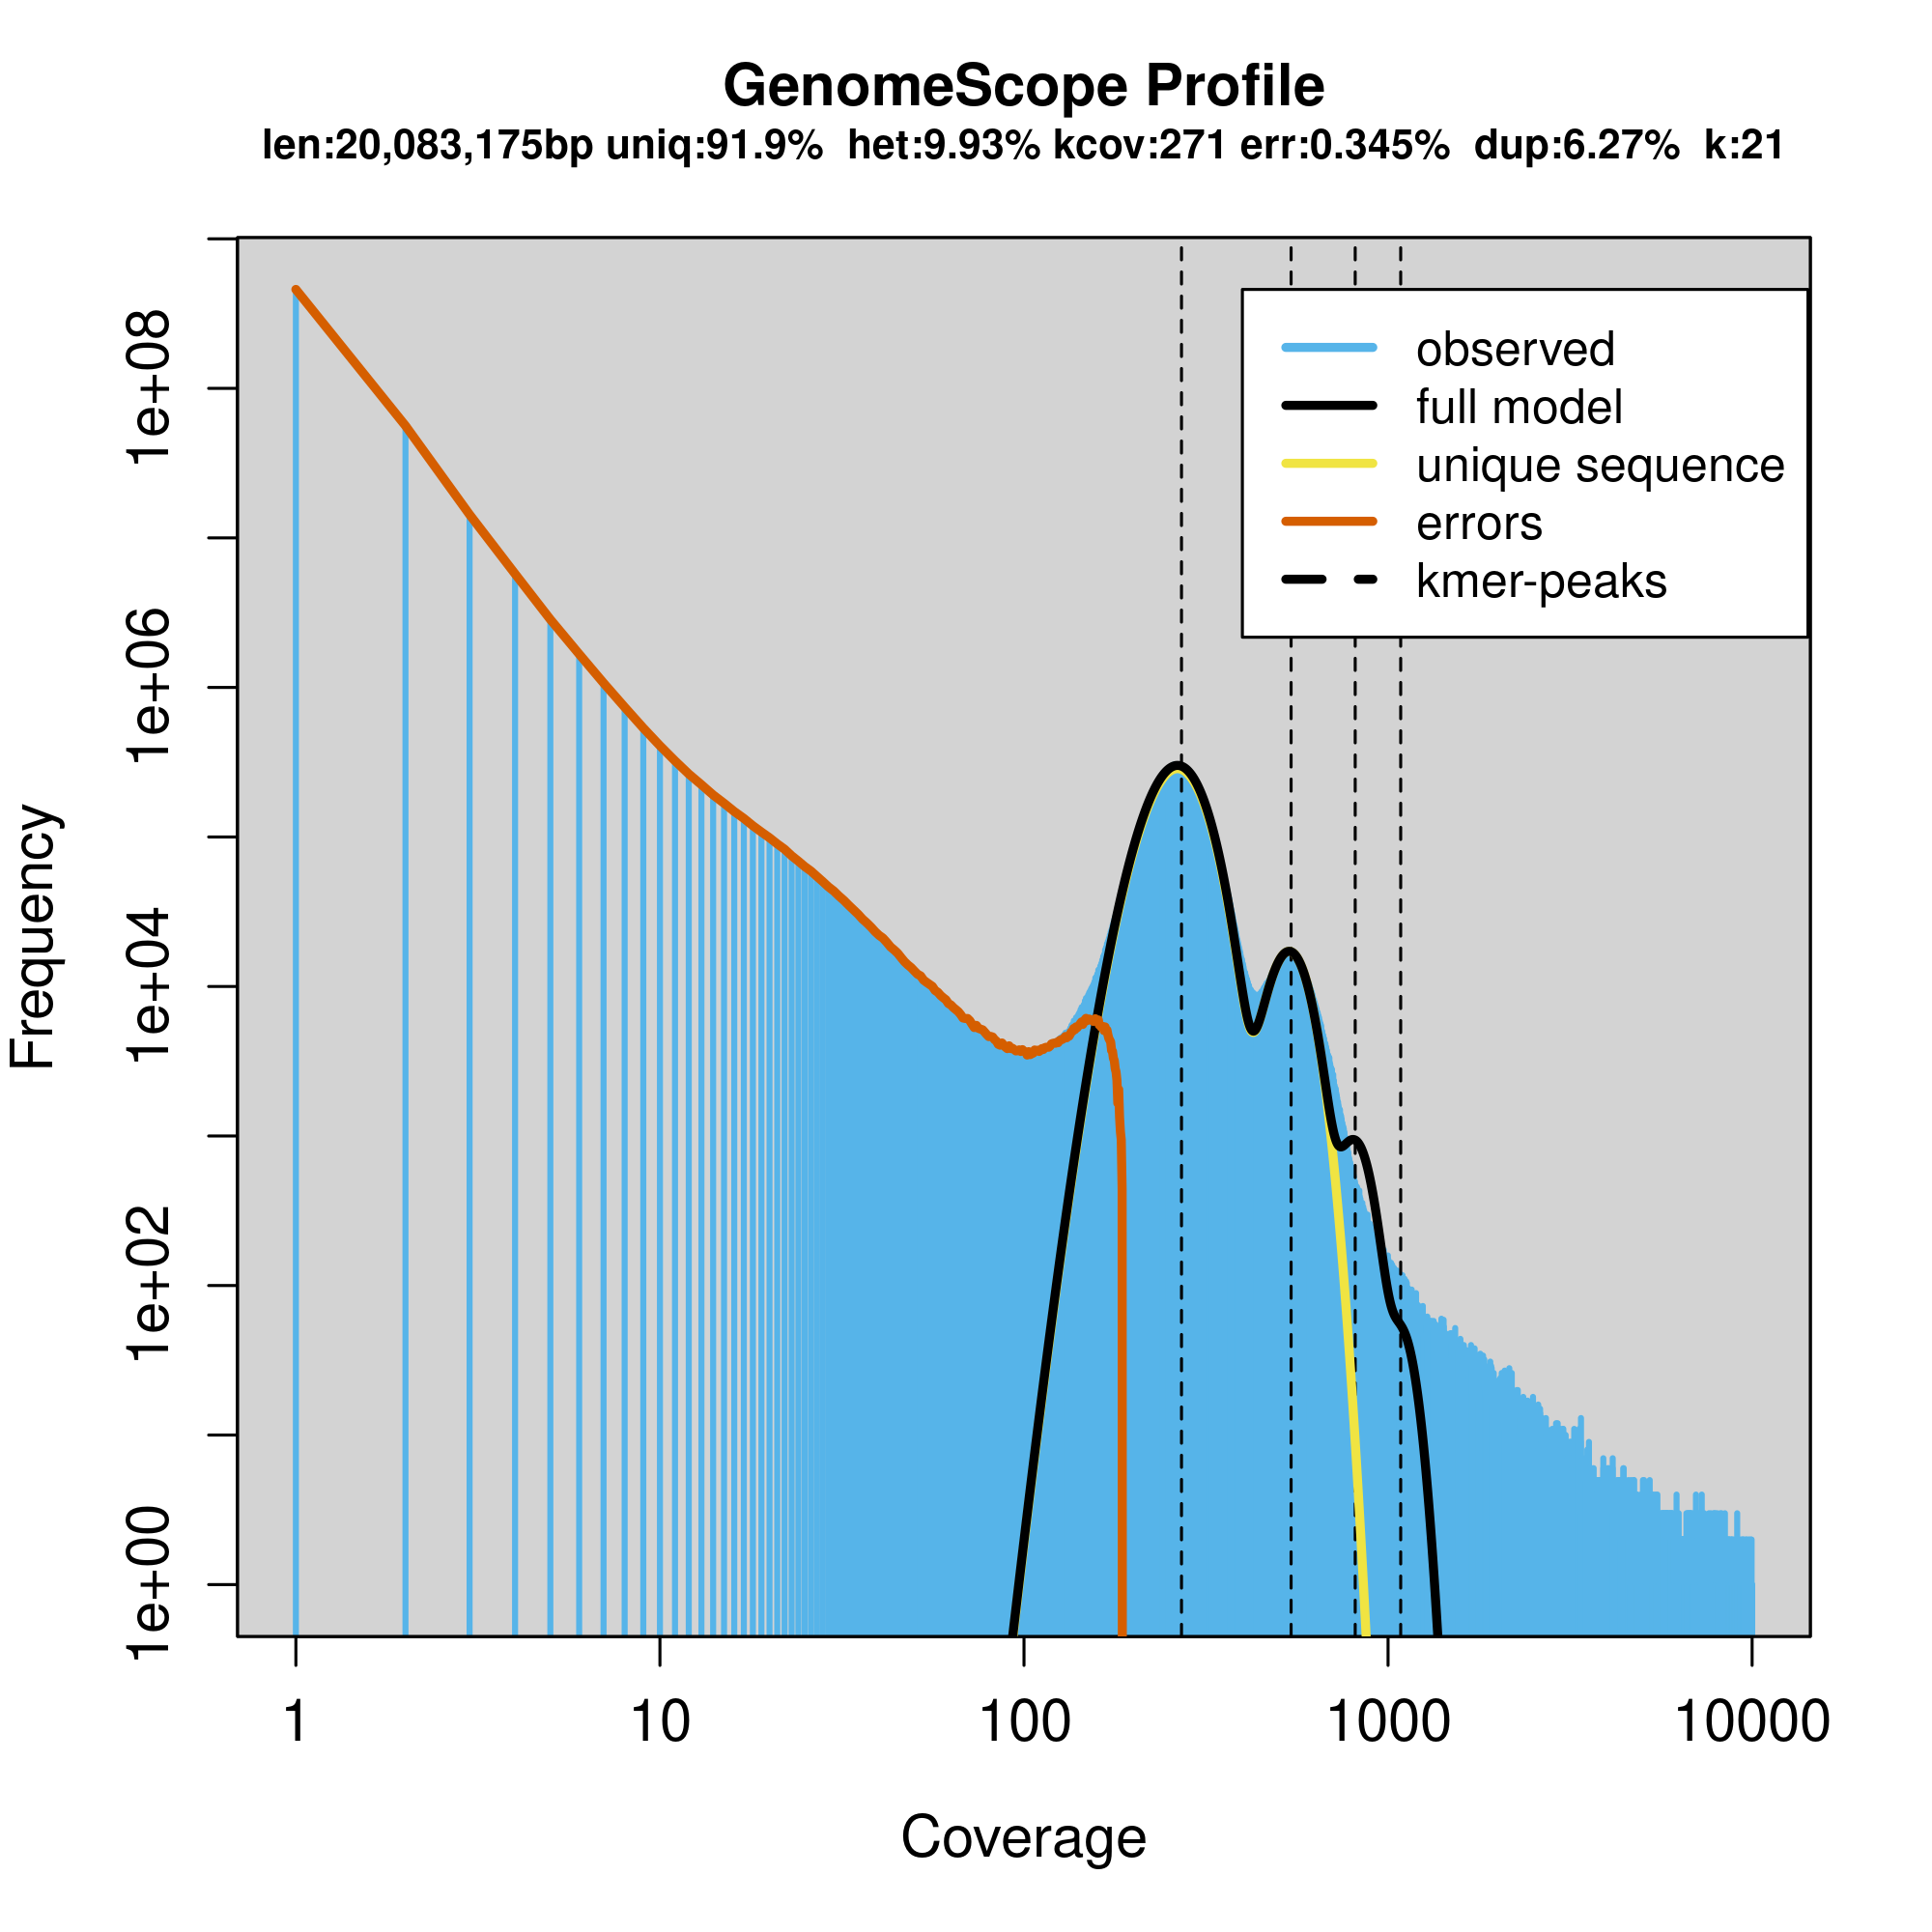 GenomeScope Profile
len:20,083,175bp uniq:91.9% het:9.93% kcov:271 err:0.345% dup:6.27% k:21
observed
full model
unique sequence
errors
kmer-peaks
Frequency
1e+08
1e+06
1e+04
1e+02
1e+00
1 10 100 1000 10000
Coverage